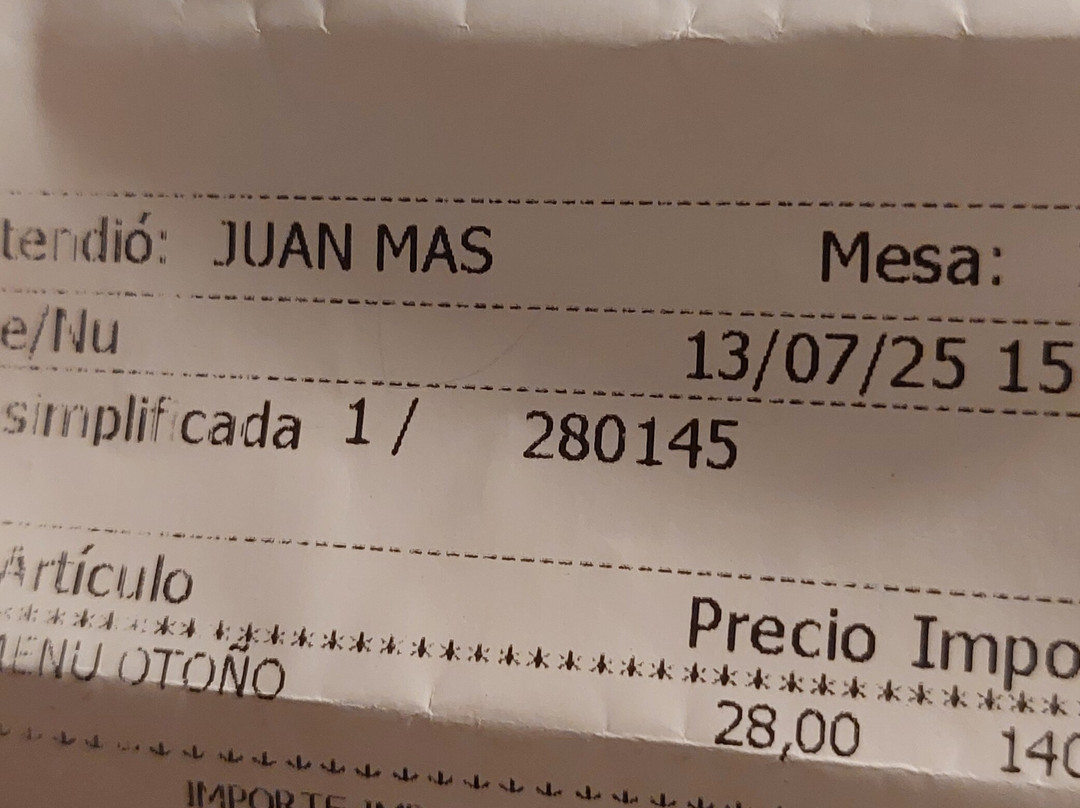 tendió: JUAN MAS Mesa:
e/Nu 13/07/25 15
simplificada 1 / 280145
Artículo Precio Impo
*****************************
MENU OTOÑO 28,00 140